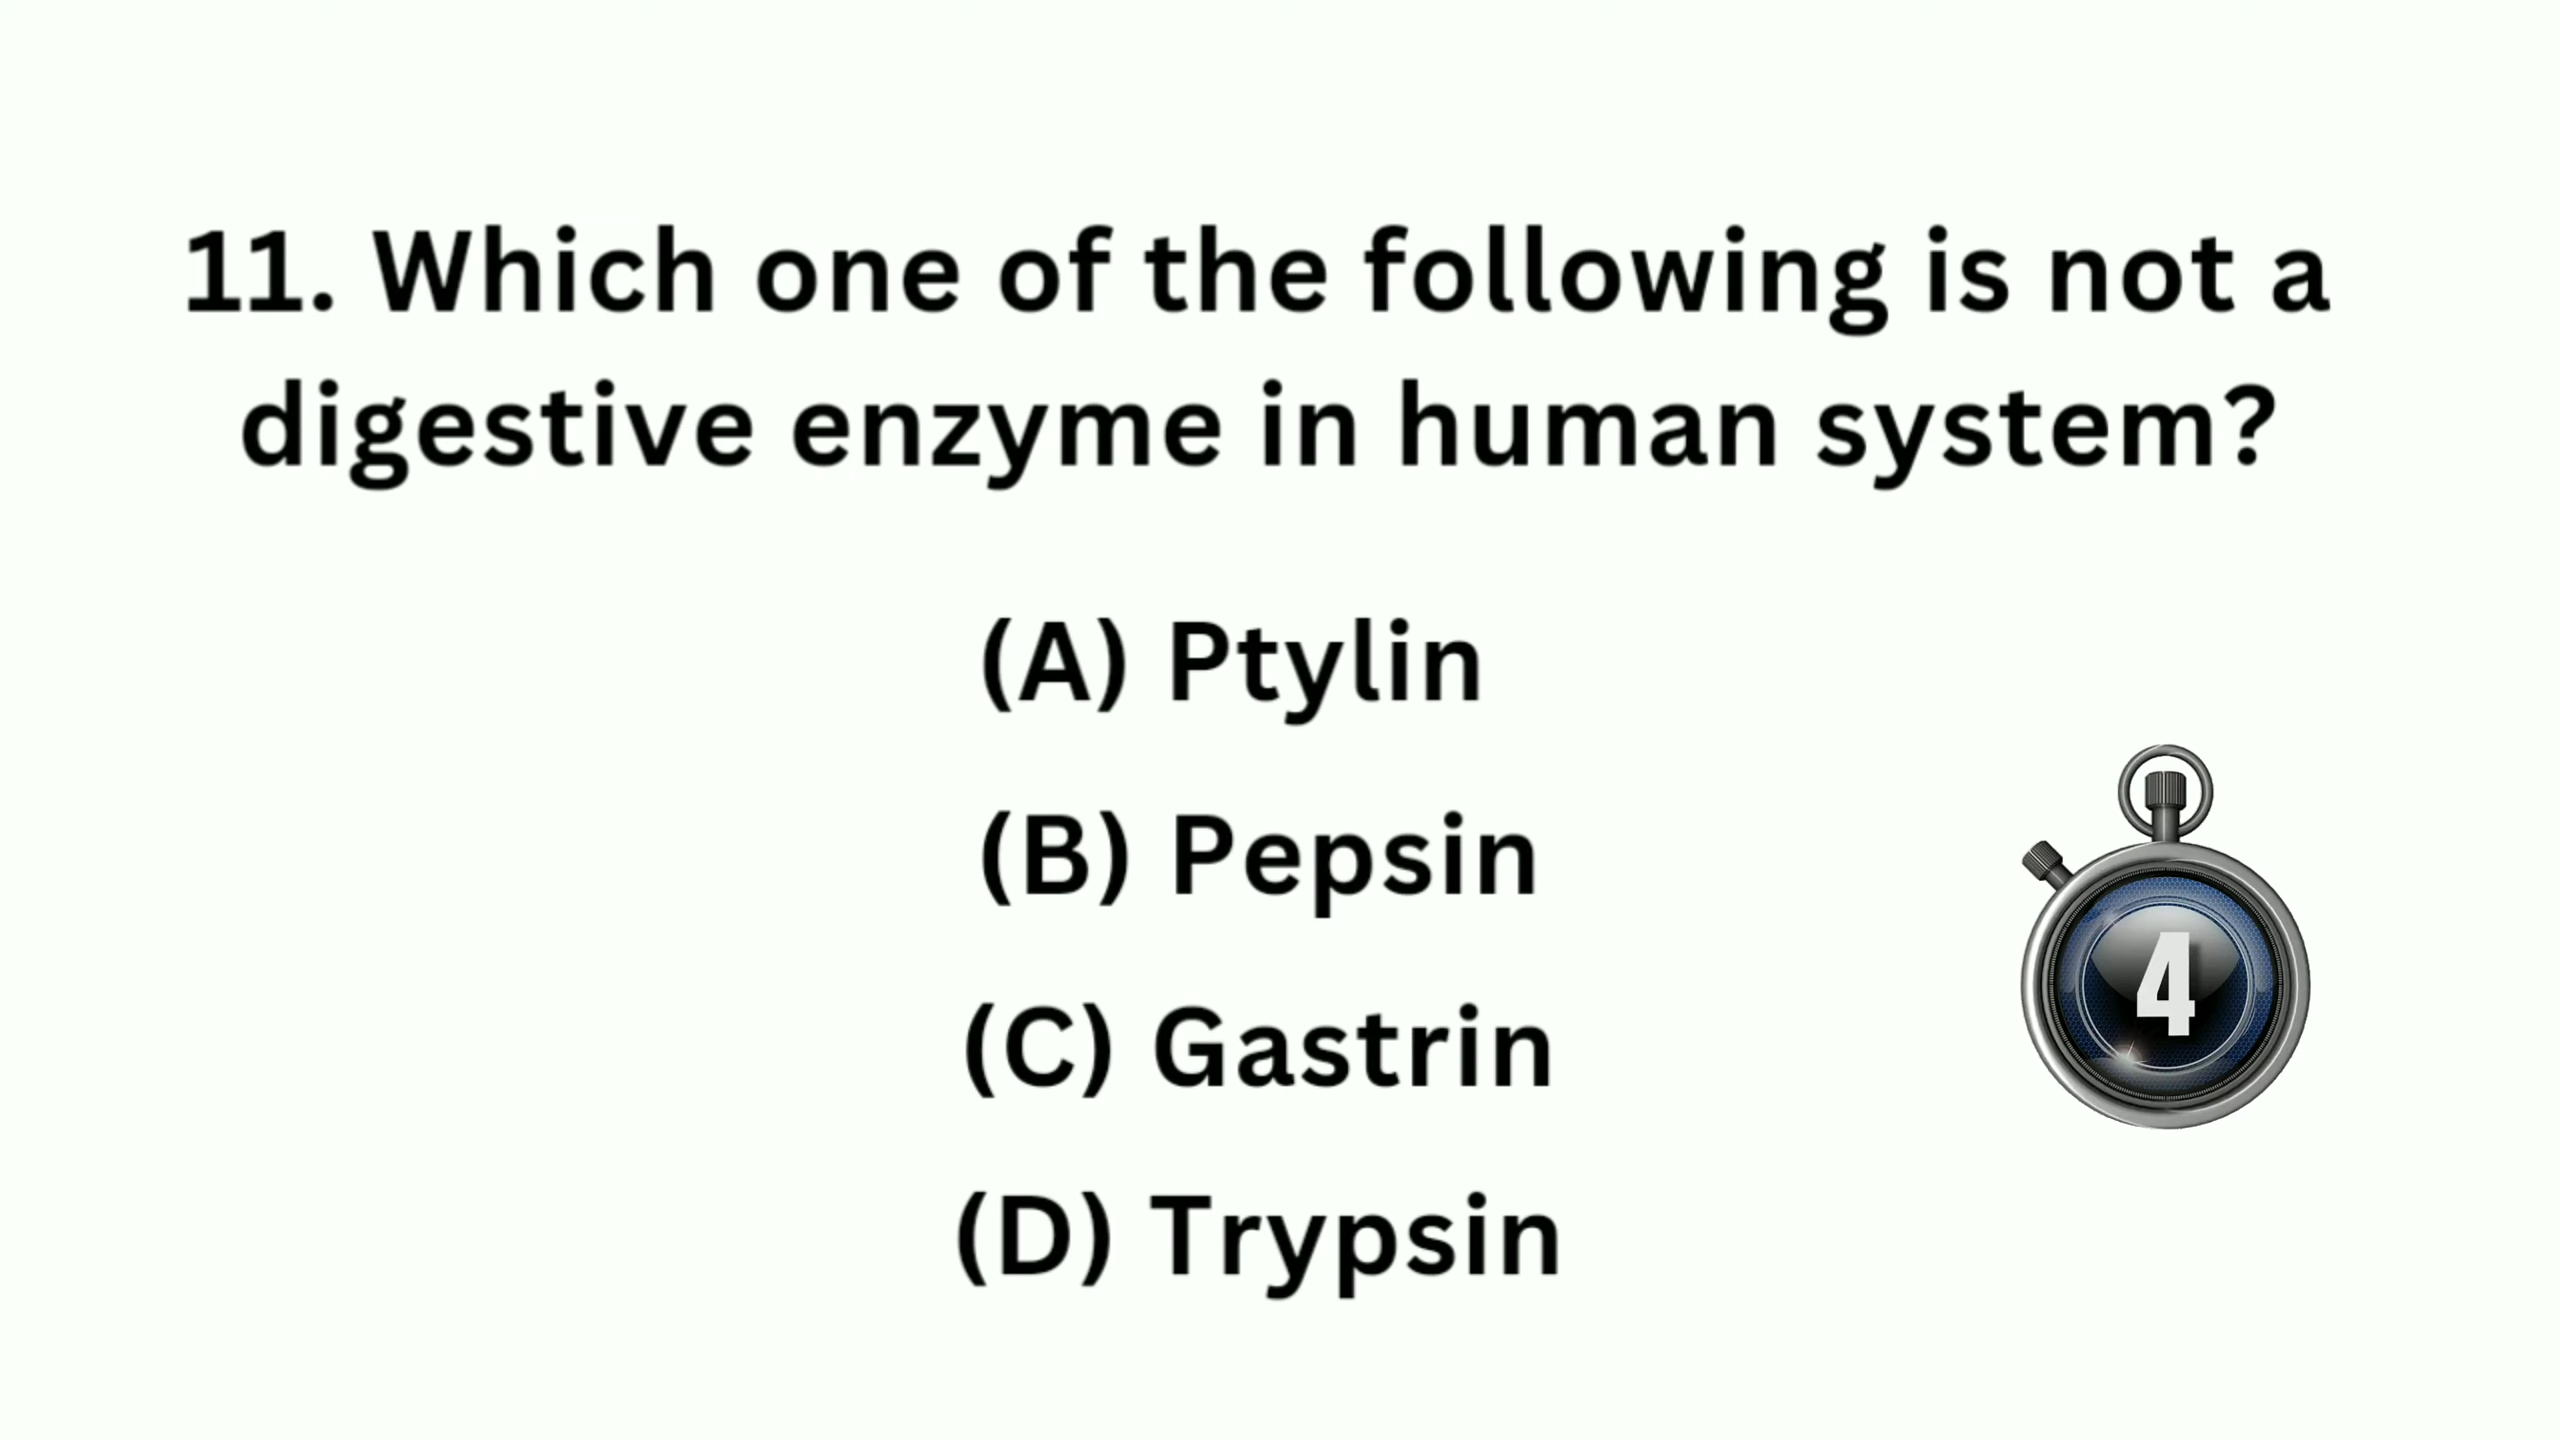 11. Which one of the following is not a
digestive enzyme in human system?
(A) Ptylin
(B) Pepsin
(C) Gastrin
(D) Trypsin
4